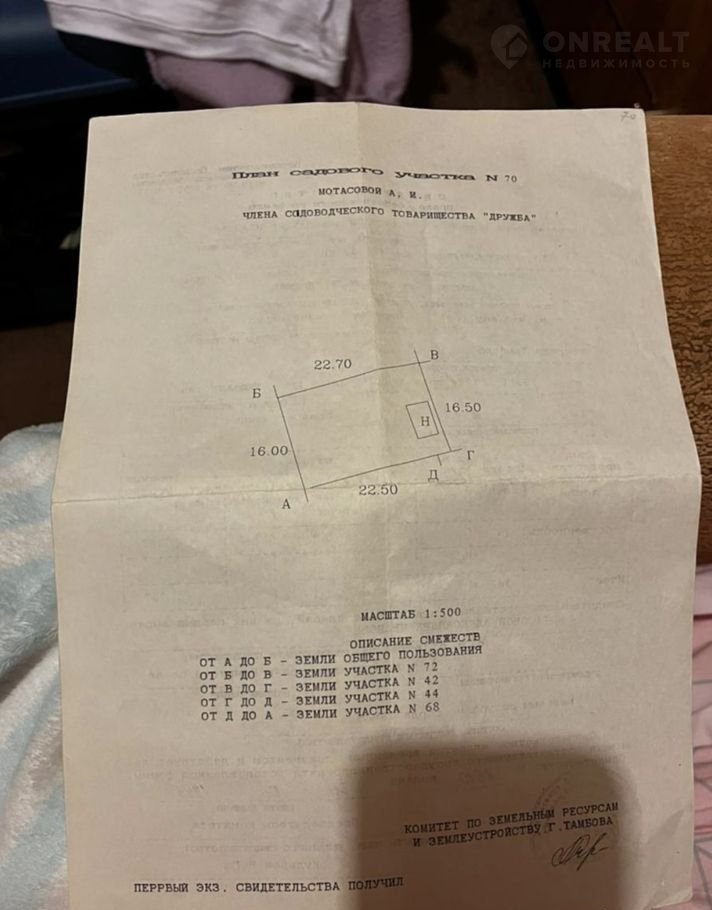 ONREALT
НЕДВИЖИМОСТЬ
70
План садового участка N 70
МОТАСОВОЙ А. И.
ЧЛЕНА СОДОВОДЧЕСКОГО ТОВАРИЩЕСТВА "ДРУЖБА"
В
22.70
Б
16.50
Н
16.00
Г
Д
22.50
А
МАСШТАБ 1:500
ОПИСАНИЕ СМЕЖЕСТВ
ОТ А ДО Б - ЗЕМЛИ ОБЩЕГО ПОЛЬЗОВАНИЯ
ОТ Б ДО В - ЗЕМЛИ УЧАСТКА N 72
ОТ В ДО Г - ЗЕМЛИ УЧАСТКА N 42
ОТ Г ДО Д - ЗЕМЛИ УЧАСТКА N 44
ОТ Д ДО А - ЗЕМЛИ УЧАСТКА N 68
КОМИТЕТ ПО ЗЕМЕЛЬНЫМ РЕСУРСАМ
И ЗЕМЛЕУСТРОЙСТВУ Г.ТАМБОВА
ПЕРРВЫЙ ЭКЗ. СВИДЕТЕЛЬСТВА ПОЛУЧИЛ